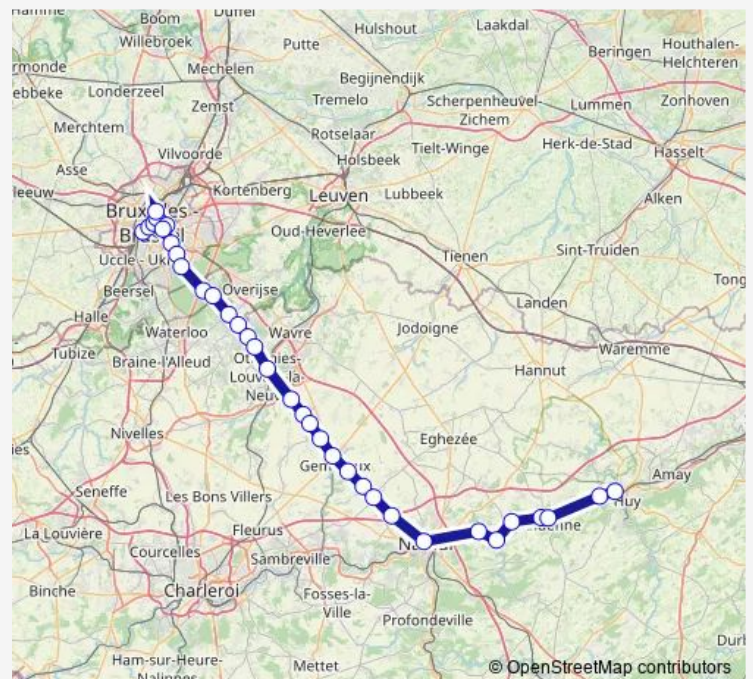 Boom
Willebroek
Duffel
Hulshout
Laakdal
Putte
Mechelen
Begijnendijk
Tremelo
Beringen
Houthalen-
Helchteren
Londerzeel
Zemst
Scherpenheuvel-
Zichem
Lummen
Zonhoven
Merchtem
Rotselaar
Holsbeek
Tielt-Winge
Herk-de-Stad
Hasselt
Asse
Vilvoorde
Kortenberg
Leuven
Lubbeek
Alken
Oud-Heverlee
Sint-Truiden
Tienen
Beersel
Overijse
Landen
Halle
Waterloo
Wavre
Jodoigne
Waremme
Tubize
Braine-l'Alleud
Hannut
Nivelles
Eghezée
Amay
Seneffe
Les Bons Villers
Huy
La Louvière
Fleurus
Courcelles
Sambreville
Binche
Charleroi
Fosses-la-
Ville
Profondeville
Ham-sur-Heure-
Nalinnes
Mettet
© OpenStreetMap contributors